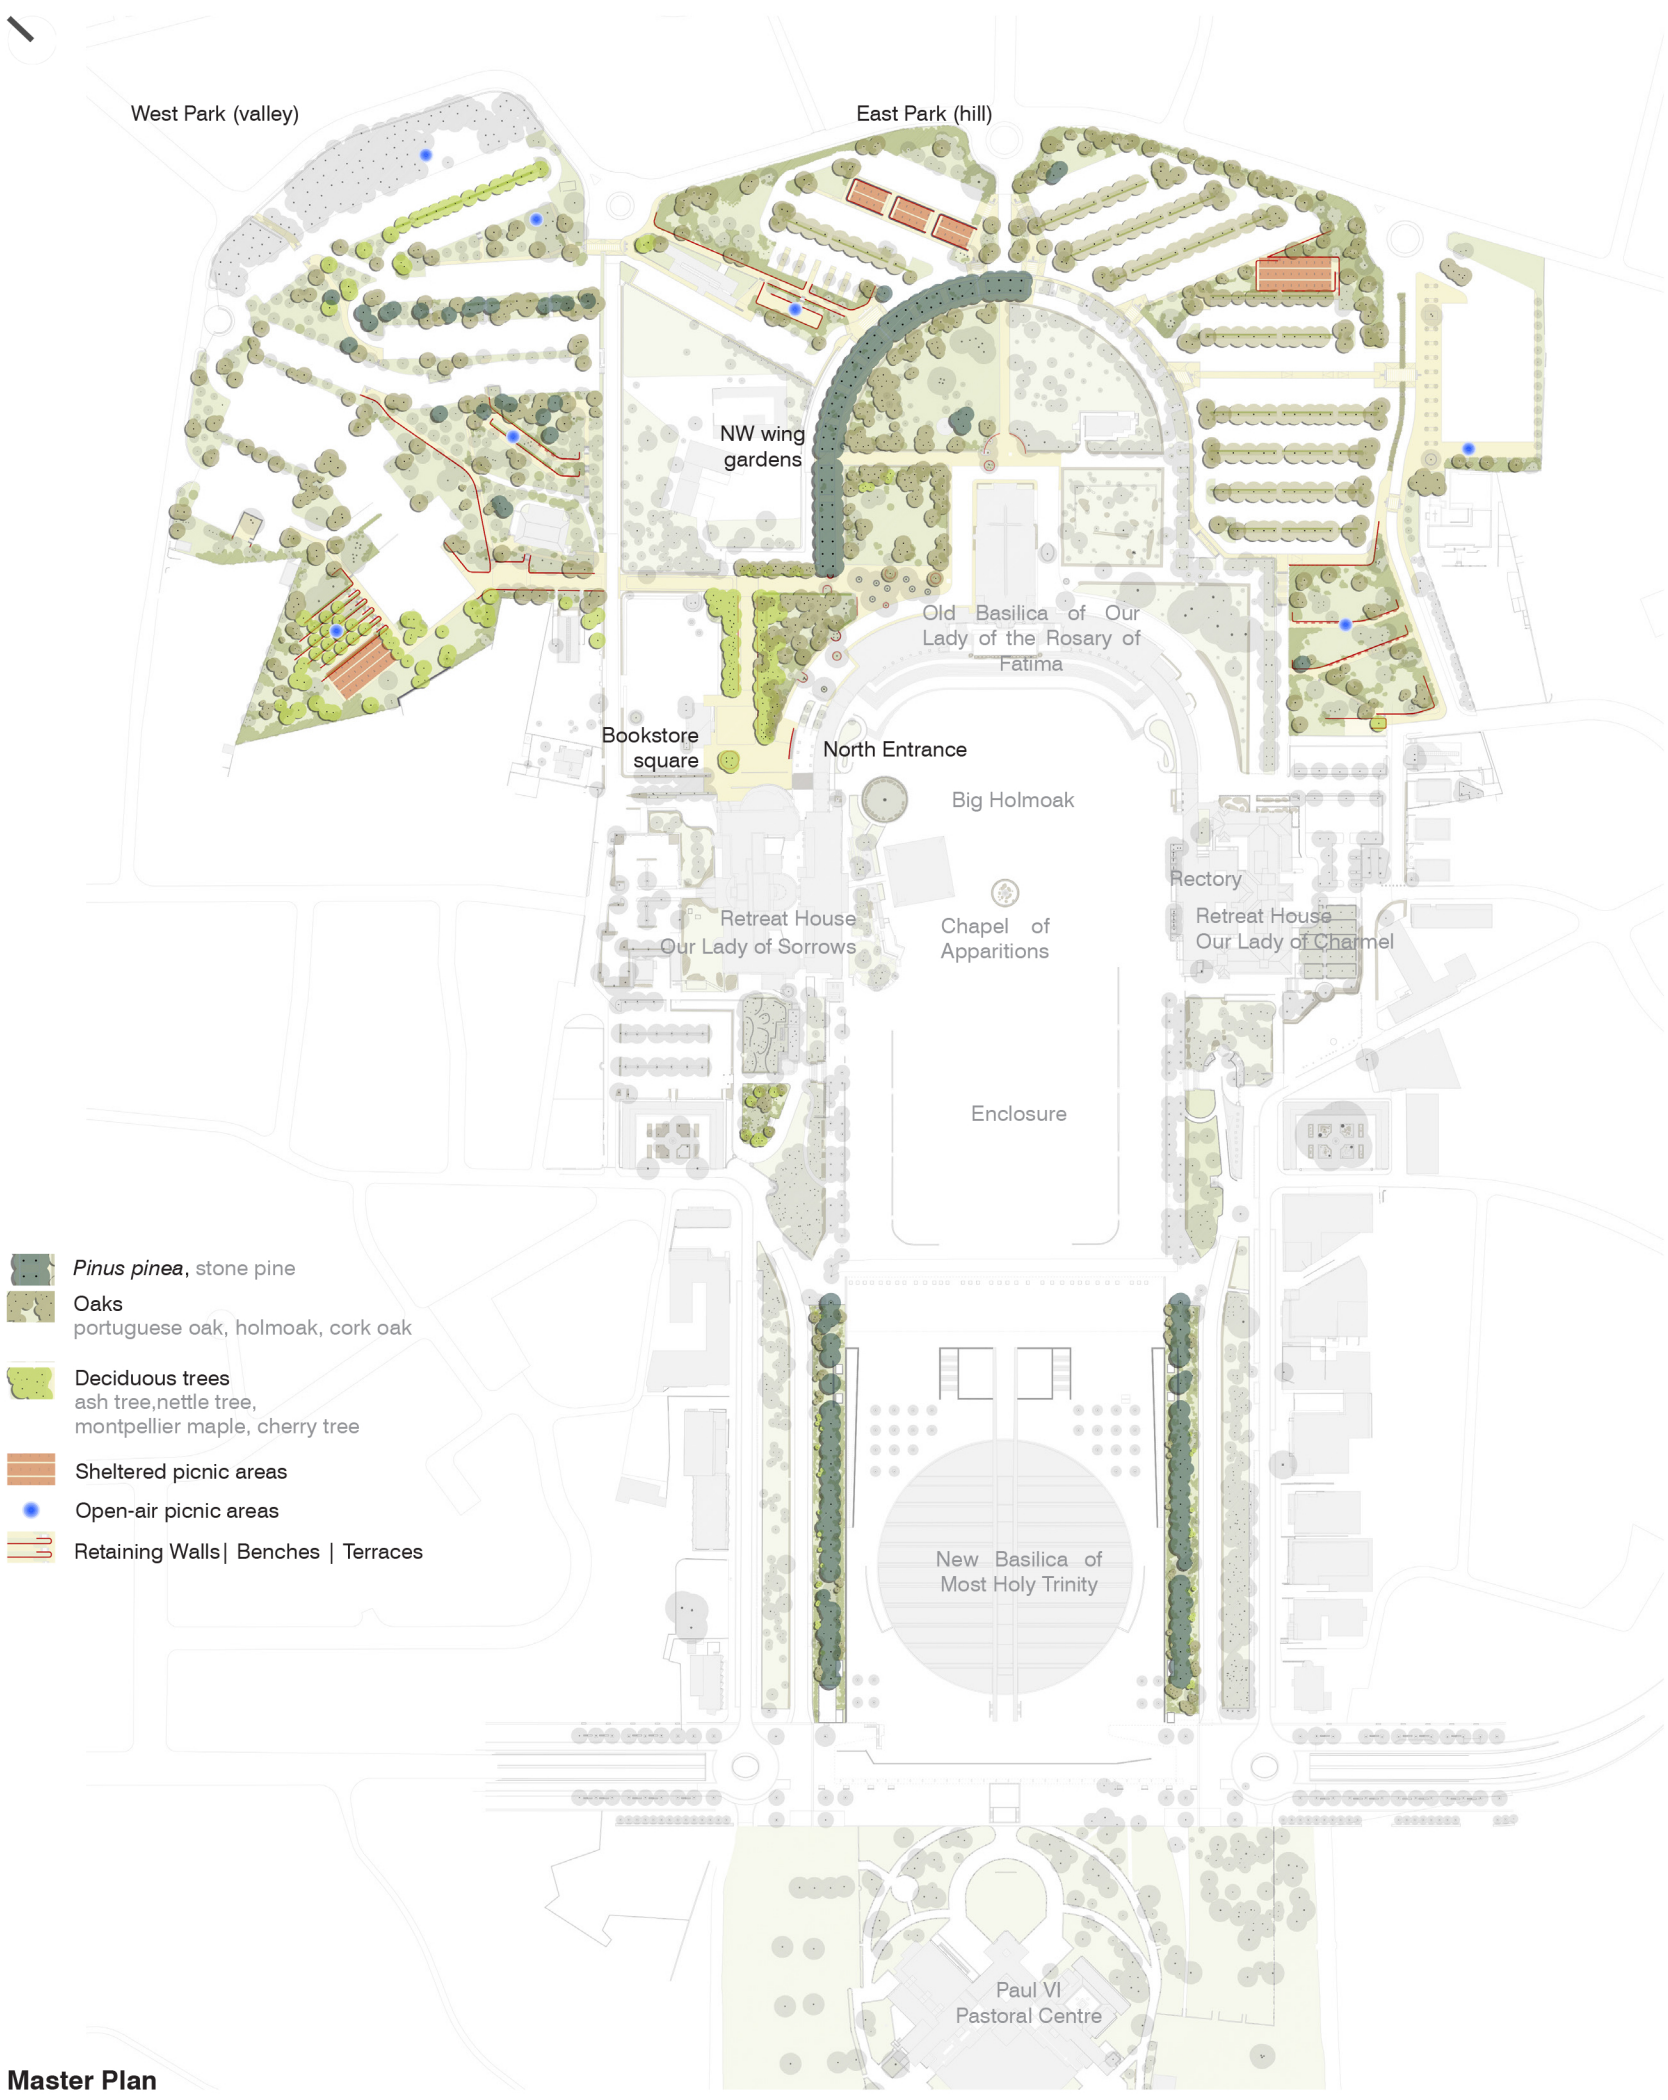 West Park (valley)
East Park (hill)
NW wing
gardens
Old Basilica of Our
Lady of the Rosary of
Fatima
Bookstore
square
North Entrance
Big Holmoak
Rectory
Retreat House
Our Lady of Sorrows
Chapel of
Apparitions
Retreat House
Our Lady of Charmel
Enclosure
Pinus pinea, stone pine
Oaks
portuguese oak, holmoak, cork oak
Deciduous trees
ash tree,nettle tree,
montpellier maple, cherry tree
Sheltered picnic areas
Open-air picnic areas
Retaining Walls| Benches | Terraces
New Basilica of
Most Holy Trinity
Paul VI
Pastoral Centre
Master Plan